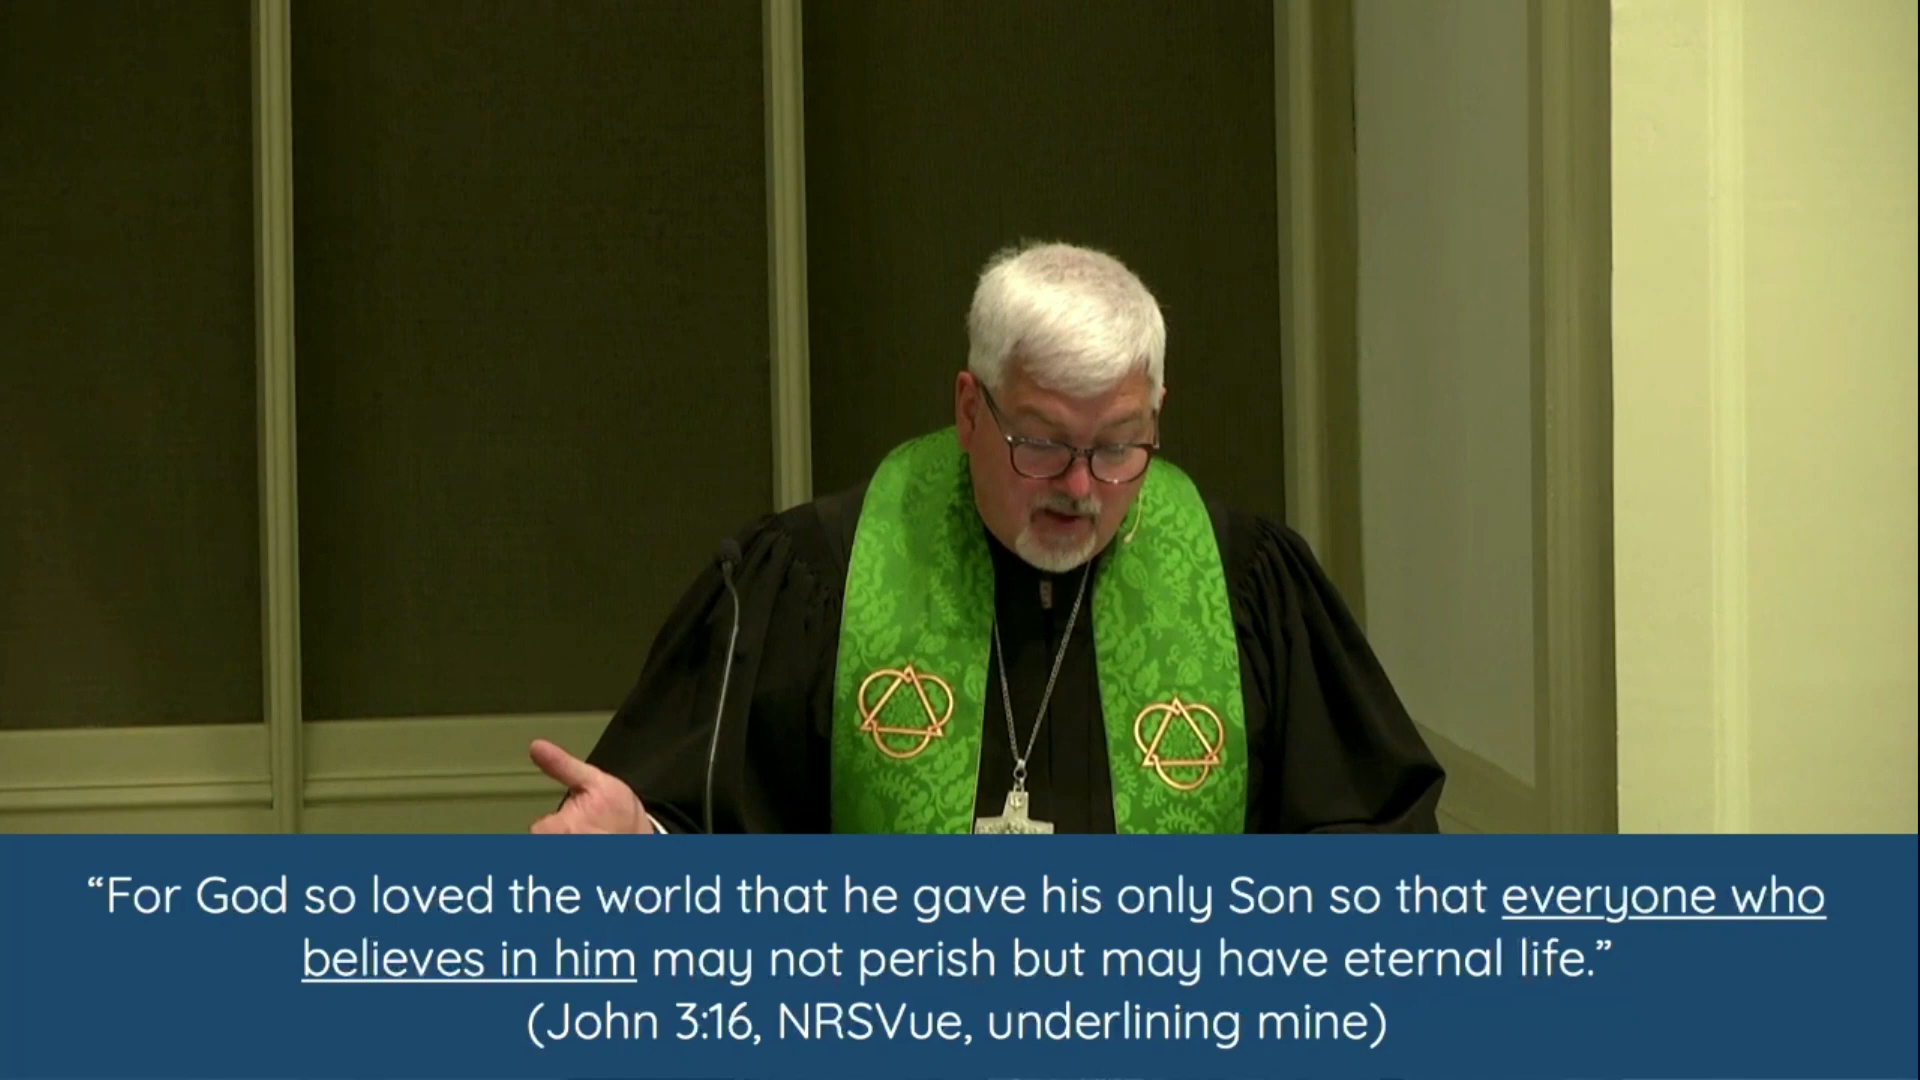 “For God so loved the world that he gave his only Son so that everyone who
believes in him may not perish but may have eternal life.”
(John 3:16, NRSVue, underlining mine)